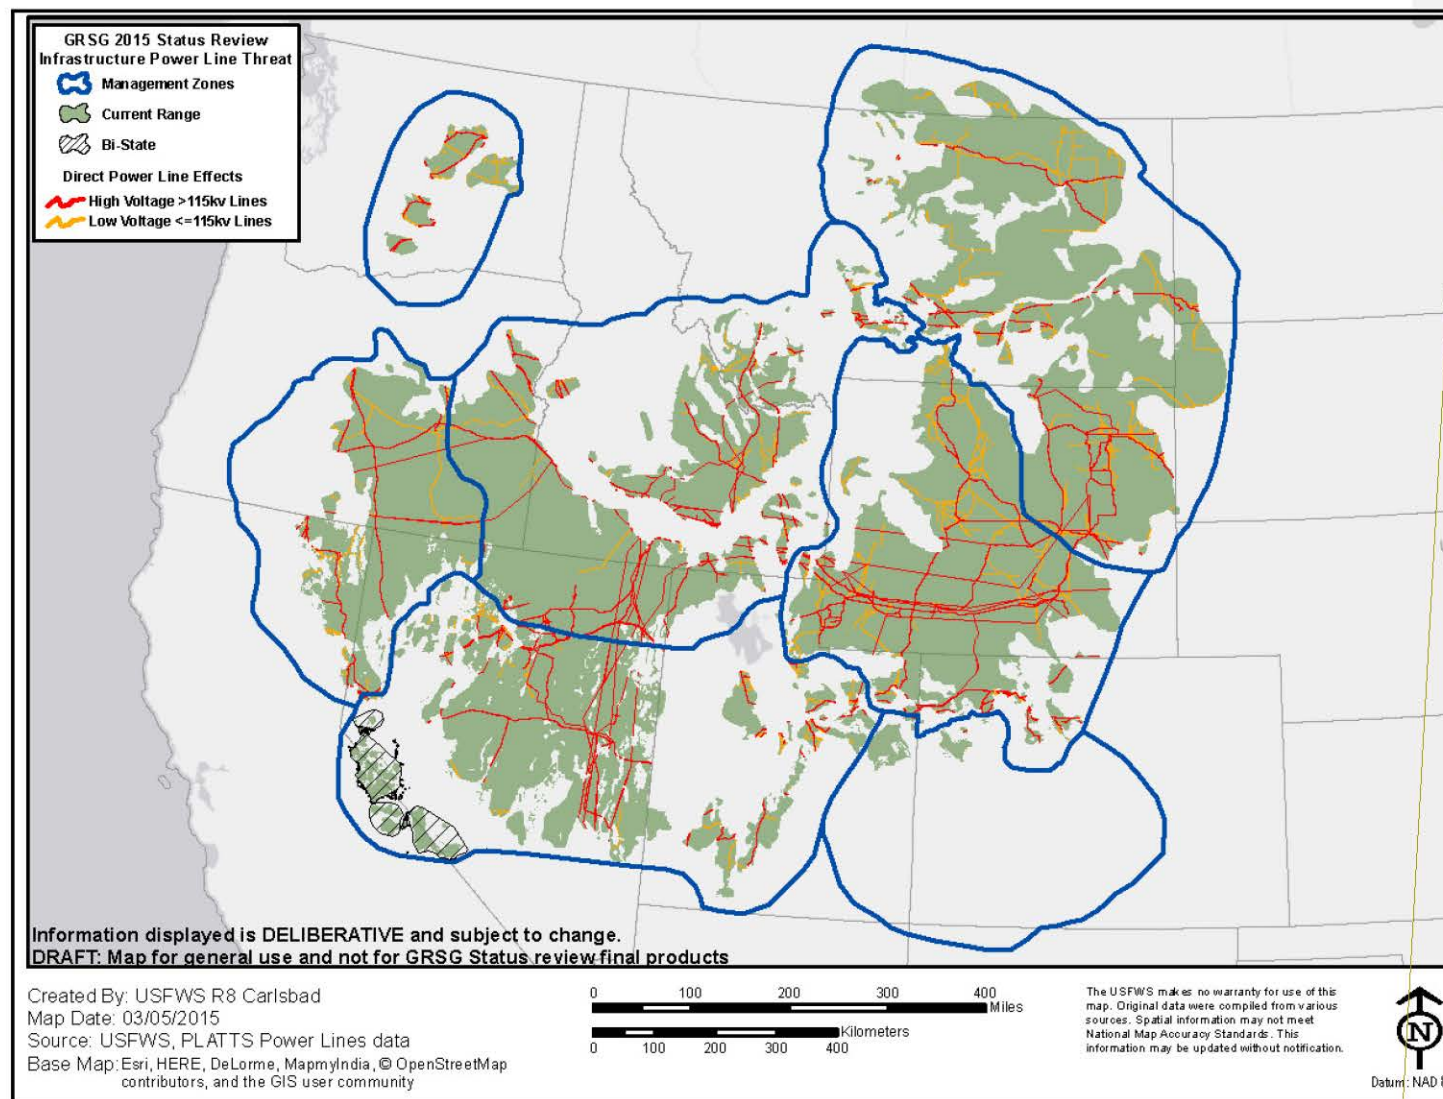 GRSG 2015 Status Review
Infrastructure Power Line Threat
Management Zones
Current Range
Bi-State
Direct Power Line Effects
High Voltage >115kv Lines
Low Voltage <=115kv Lines
Information displayed is DELIBERATIVE and subject to change.
DRAFT: Map for general use and not for GRSG Status review final products
Created By: USFWS R8 Carlsbad
Map Date: 03/05/2015
Source: USFWS, PLATTS Power Lines data
Base Map: Esri, HERE, DeLorme, MapmyIndia, © OpenStreetMap
contributors, and the GIS user community
0 100 200 300 400
Miles
Kilometers
0 100 200 300 400
The USFWS makes no warranty for use of this
map. Original data were compiled from various
sources. Spatial information may not meet
National Map Accuracy Standards. This
information may be updated without notification.
N
Datum: NAD